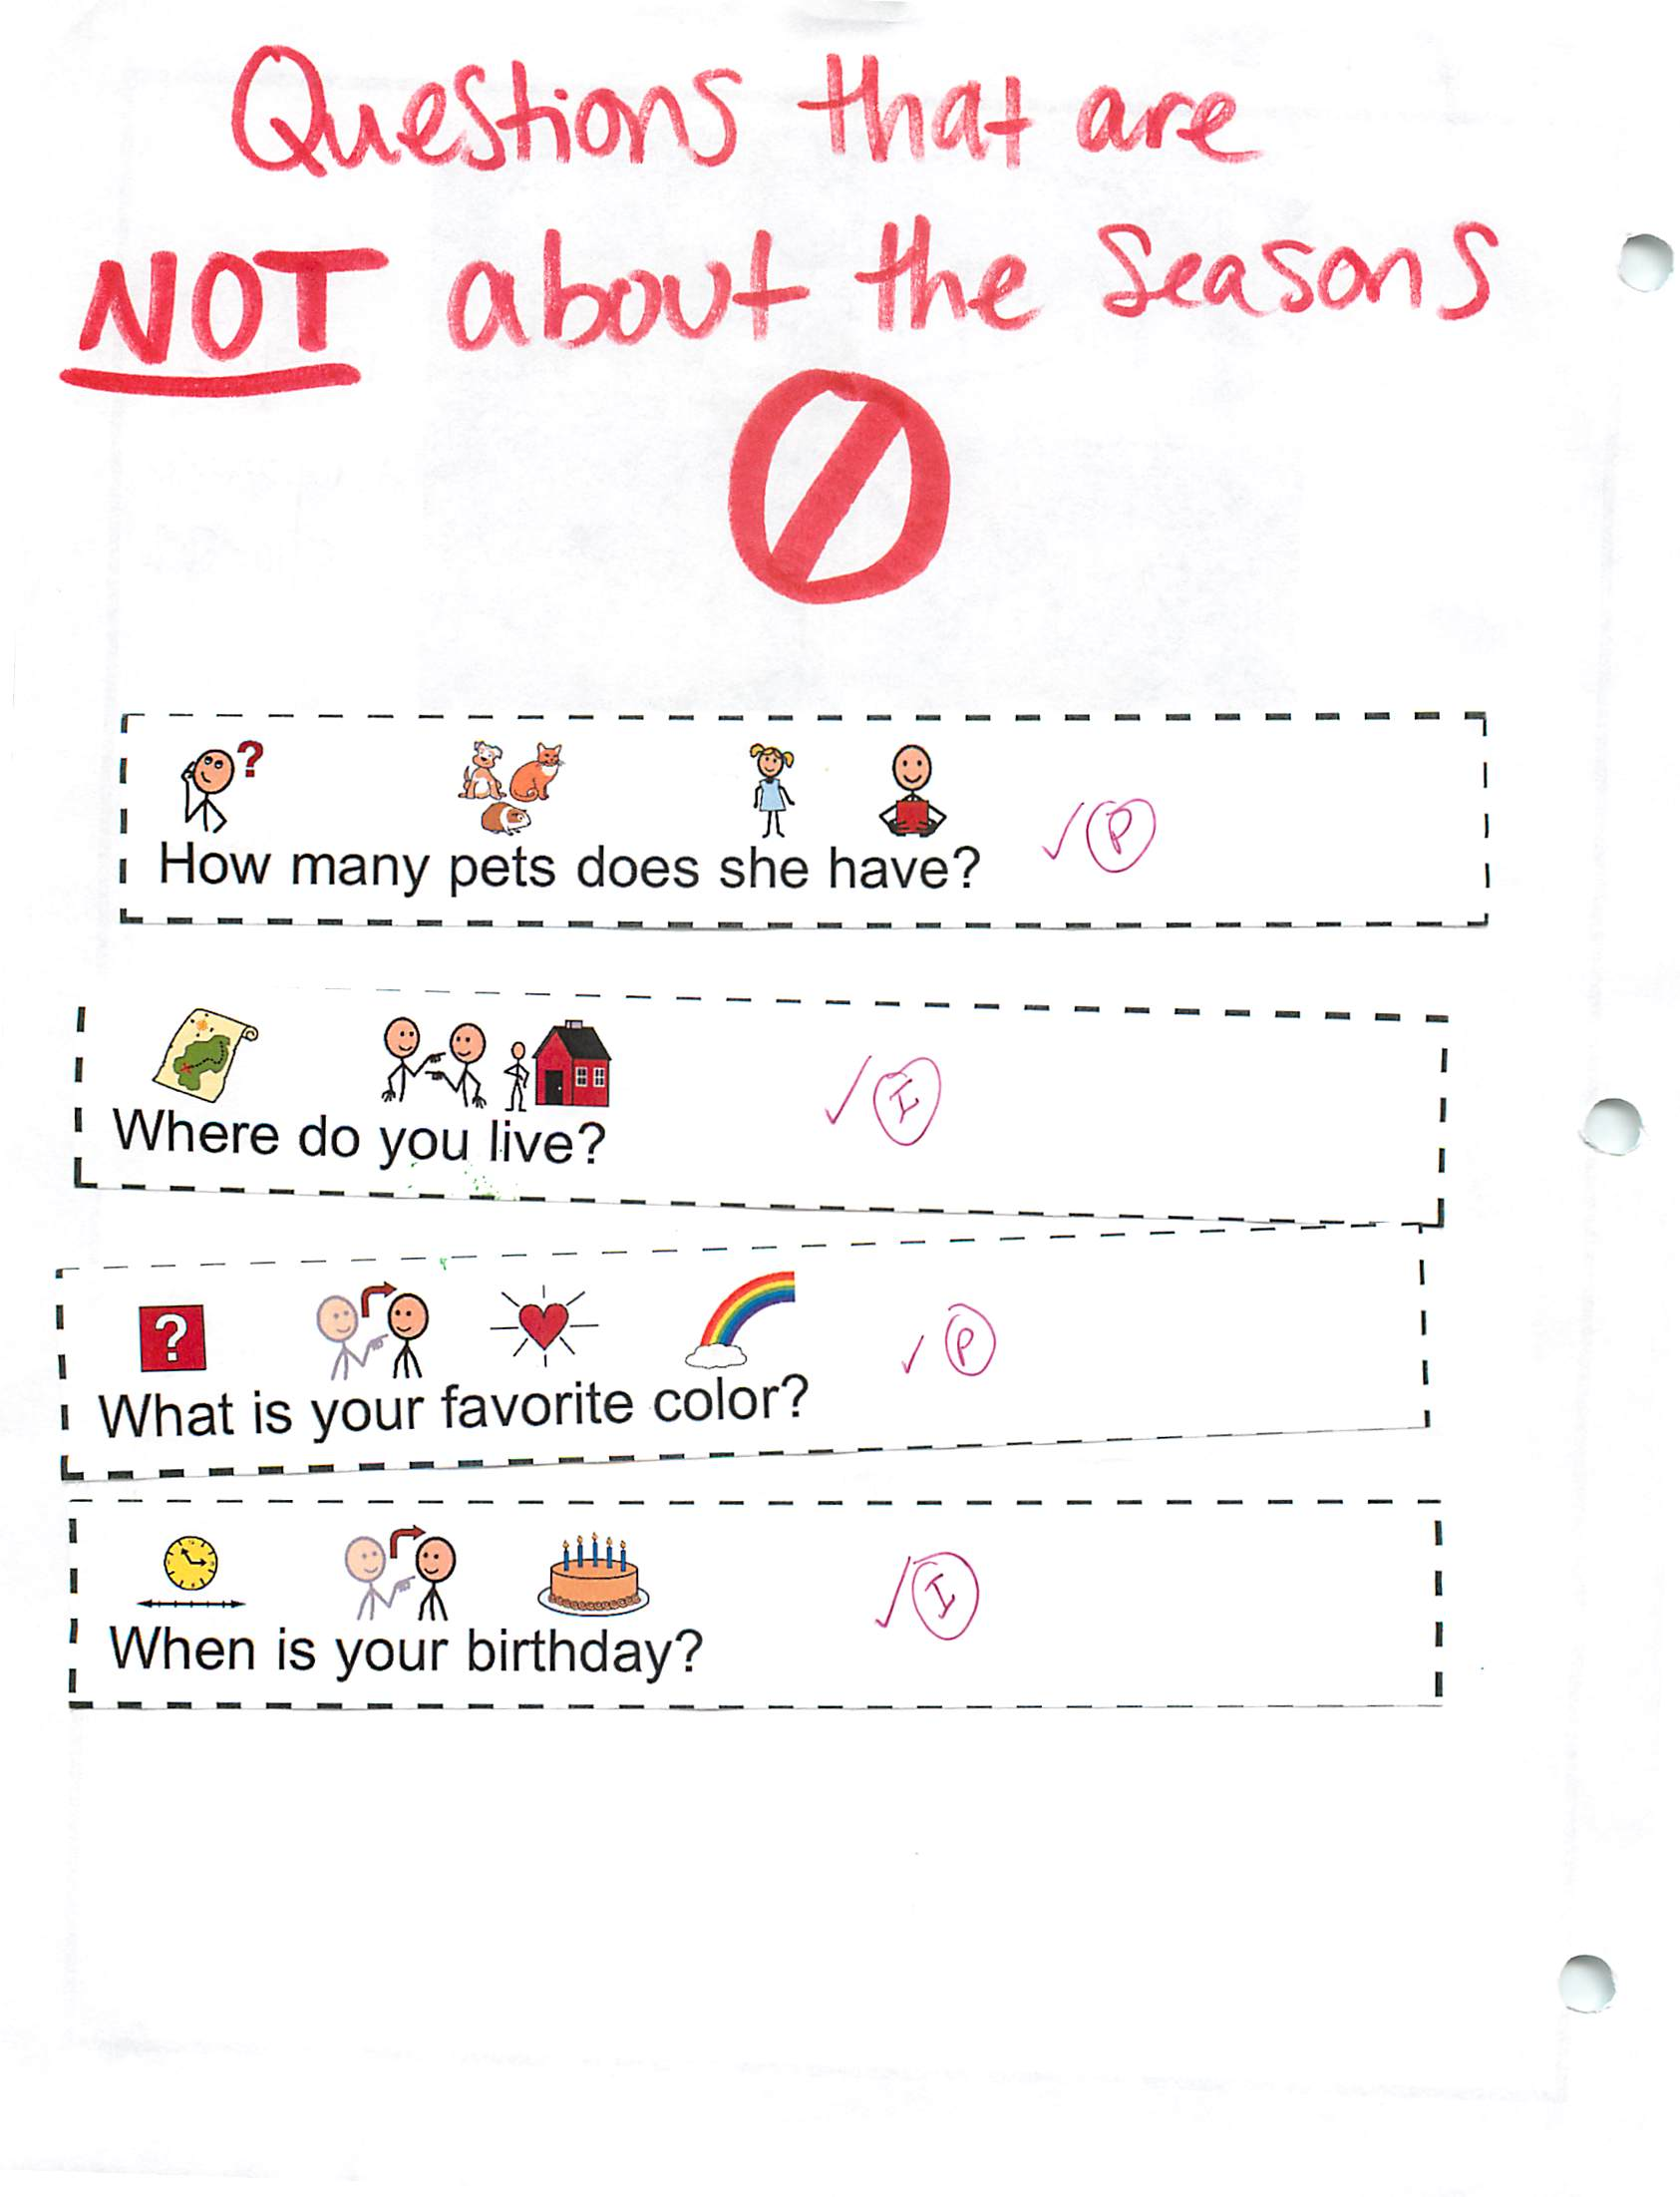 Questions that are
NOT about the seasons
?
How many pets does she have? ✓ P
Where do you live? ✓ I
?
What is your favorite color? ✓ P
When is your birthday? ✓ I